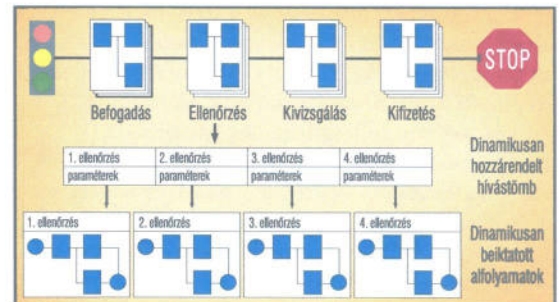 STOP
Befogadás Ellenőrzés Kivizsgálás Kifizetés
1. ellenőrzés 2. ellenőrzés 3. ellenőrzés 4. ellenőrzés
paraméterek paraméterek paraméterek paraméterek
Dinamikusan
hozzárendelt
hívástömb
1. ellenőrzés 2. ellenőrzés 3. ellenőrzés 4. ellenőrzés
Dinamikusan
beiktatott
alfolyamatok